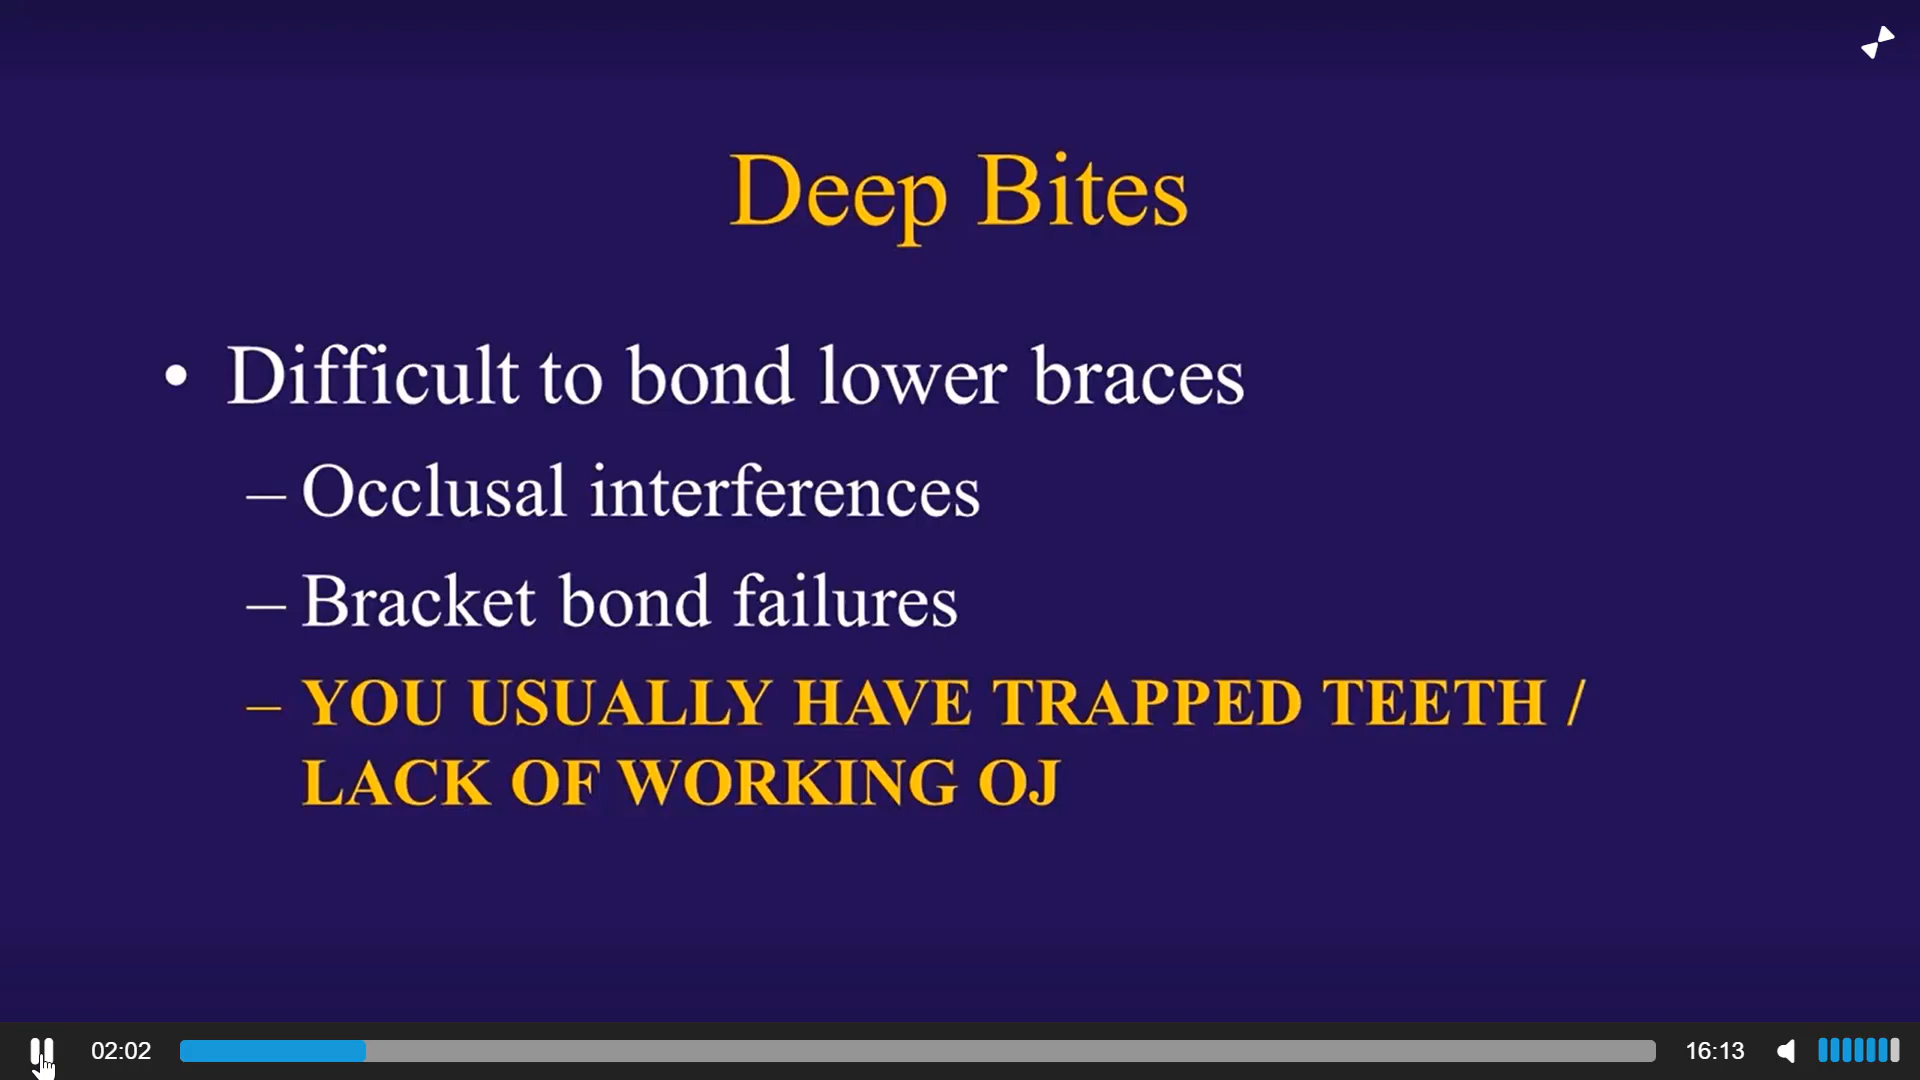 Deep Bites
• Difficult to bond lower braces
– Occlusal interferences
– Bracket bond failures
– YOU USUALLY HAVE TRAPPED TEETH /
LACK OF WORKING OJ
02:02
16:13